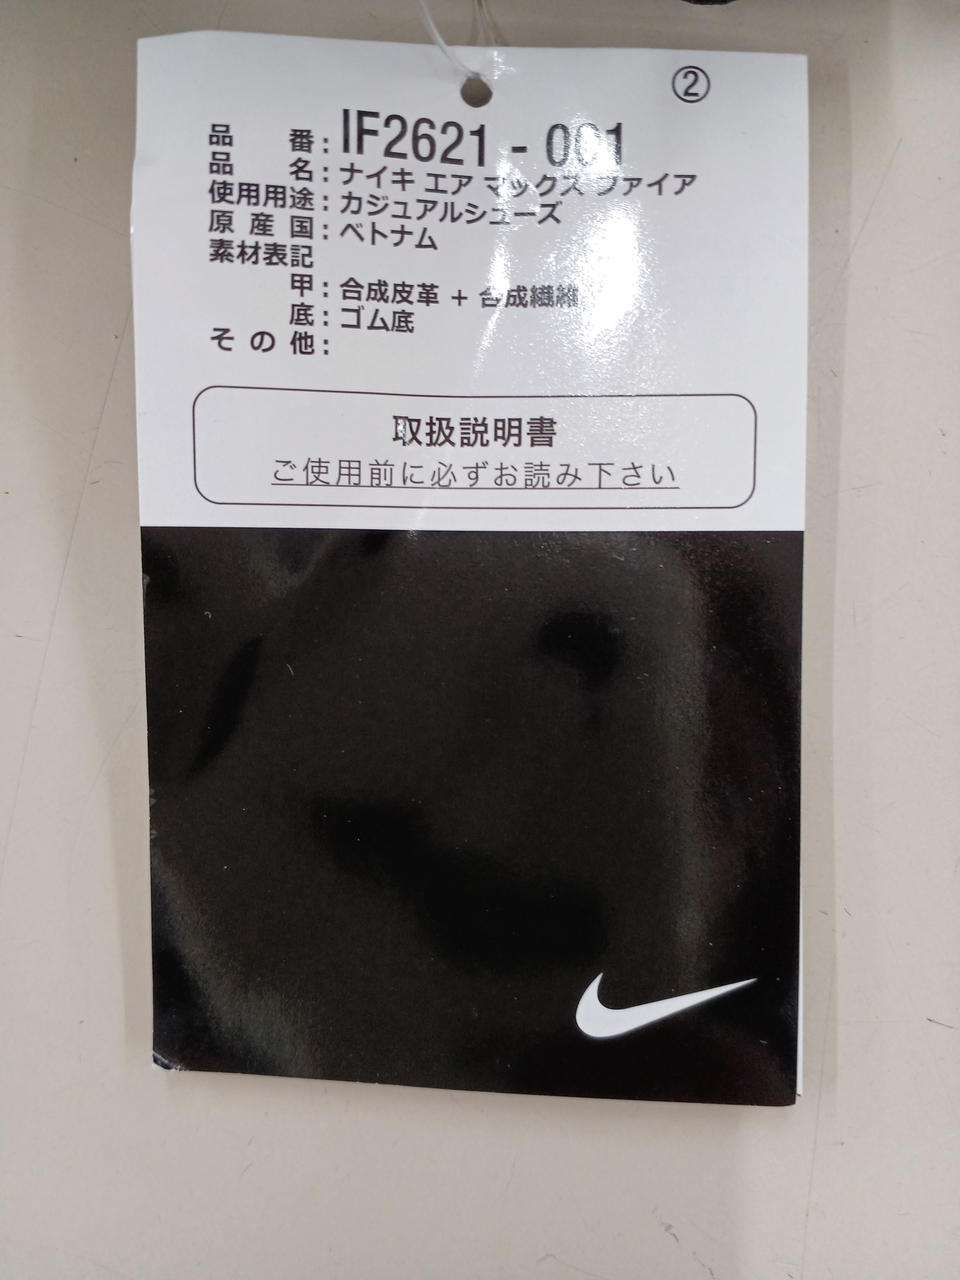 ②
品番：IF2621 - 001
品名：ナイキ エア マックス ファイア
使用用途：カジュアルシューズ
原産国：ベトナム
素材表記
甲：合成皮革 + 合成繊維
底：ゴム底
その他：
取扱説明書
ご使用前に必ずお読み下さい